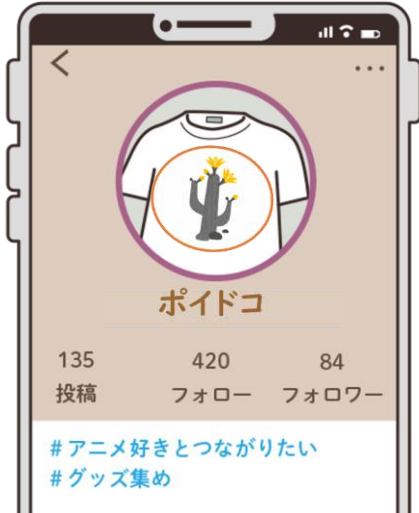 ポイドコ
135 420 84
投稿 フォロー フォロワー
#アニメ好きとつながりたい
#グッズ集め